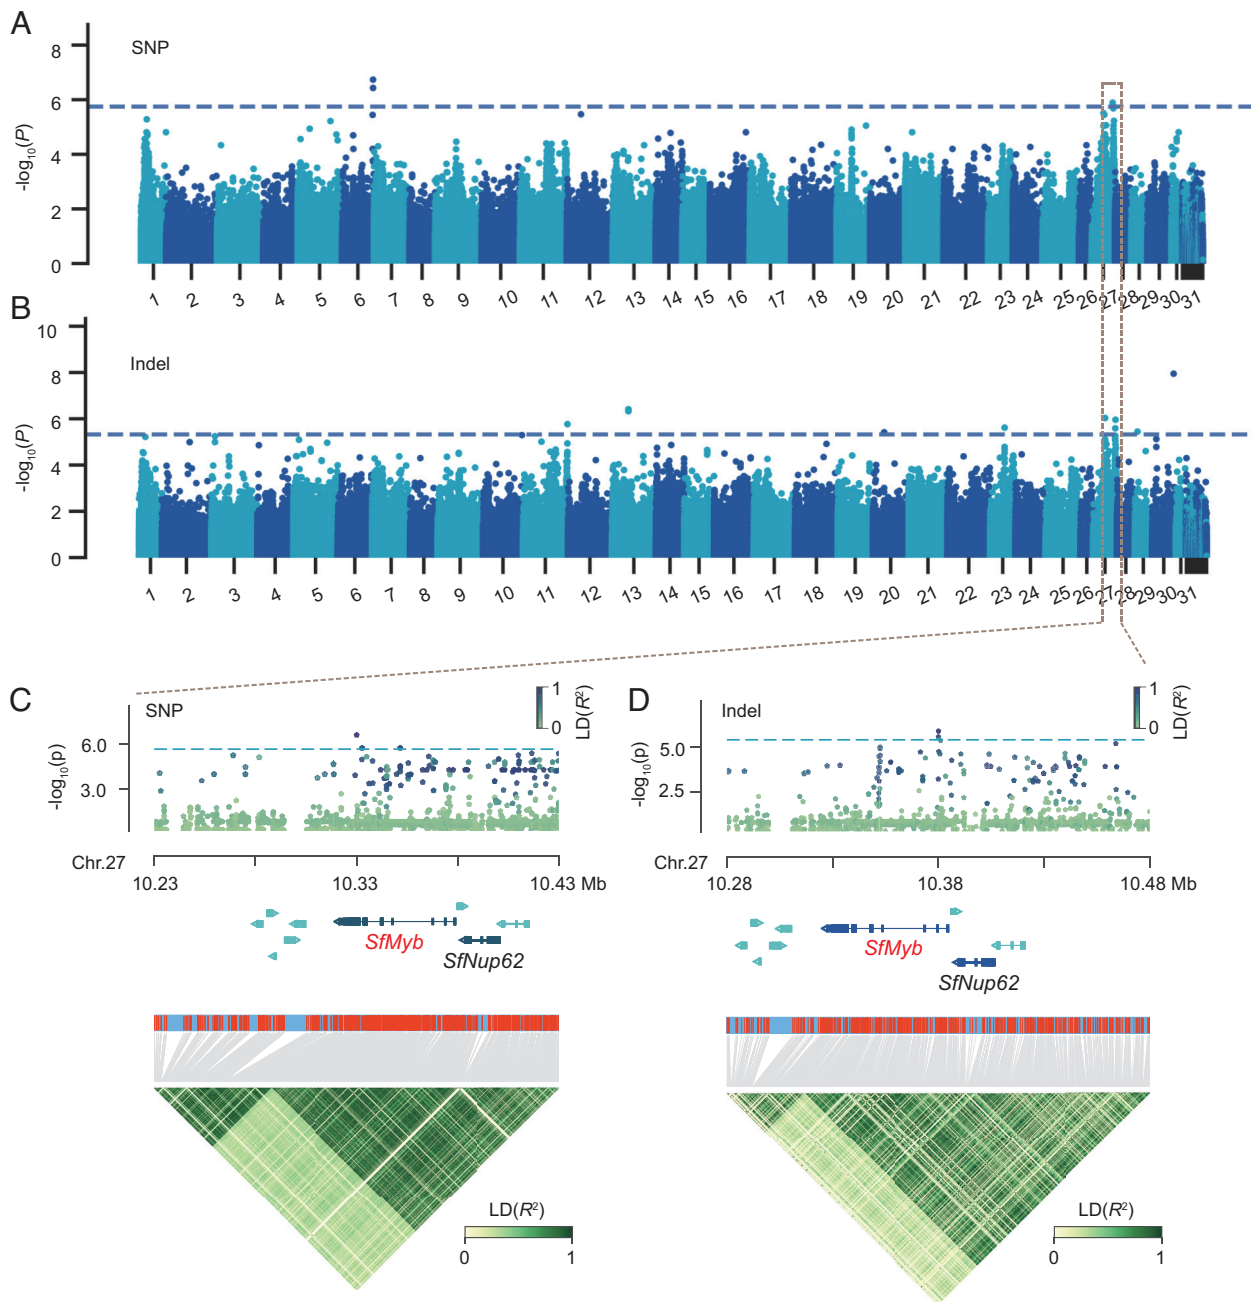 A
SNP
8
6
4
2
0
-log10(P)
1 2 3 4 5 6 7 8 9 10 11 12 13 14 15 16 17 18 19 20 21 22 23 24 25 26 27 28 29 30 31
B
Indel
10
8
6
4
2
0
-log10(P)
1 2 3 4 5 6 7 8 9 10 11 12 13 14 15 16 17 18 19 20 21 22 23 24 25 26 27 28 29 30 31
C
SNP
1
0
LD(R²)
6.0
3.0
-log10(p)
Chr.27
10.23 10.33 10.43 Mb
SfMyb
SfNup62
LD(R²)
0 1
D
Indel
1
0
LD(R²)
5.0
2.5
-log10(p)
Chr.27
10.28 10.38 10.48 Mb
SfMyb
SfNup62
LD(R²)
0 1